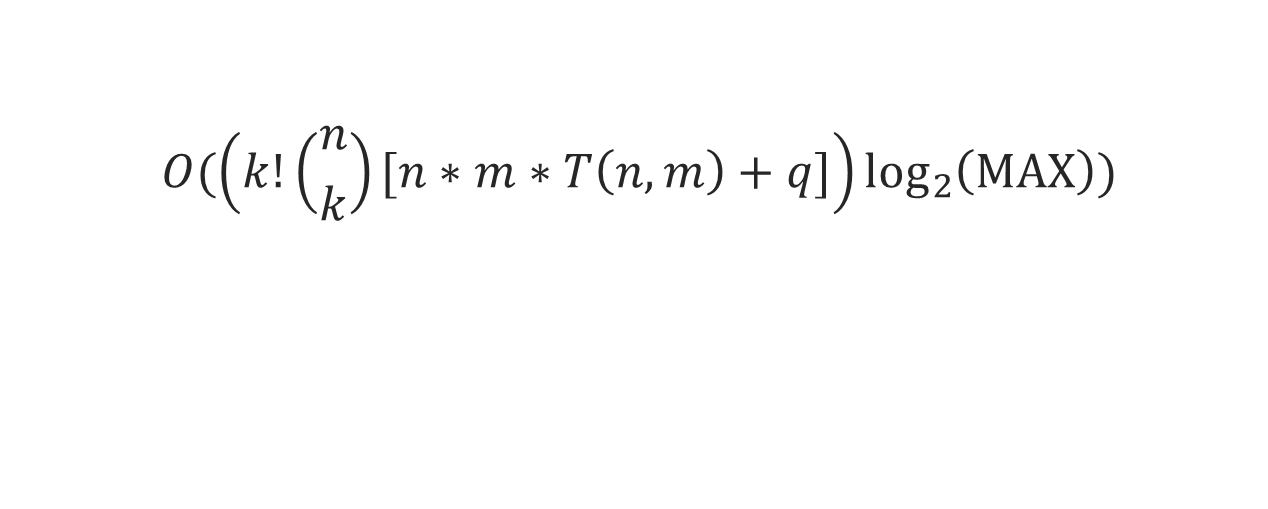 O((k!(n k)[n * m * T(n, m) + q]) log₂(MAX))